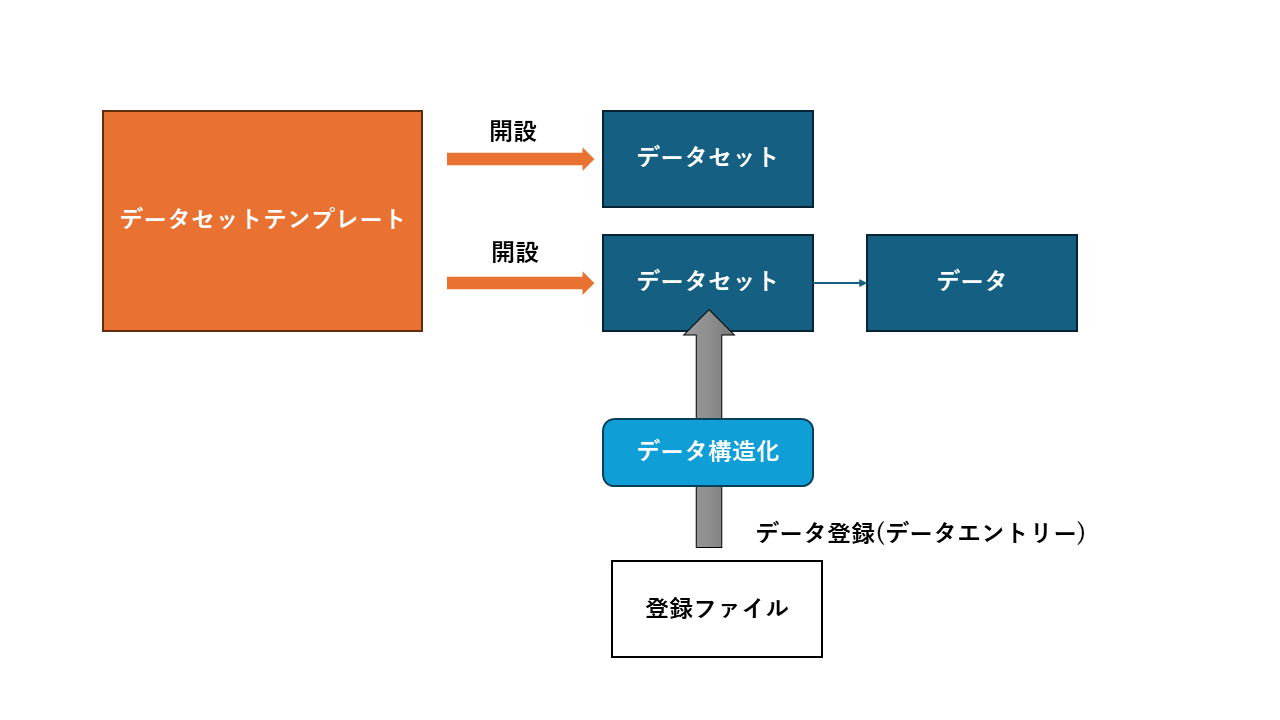 開設
データセット
データセットテンプレート
開設
データセット
データ
データ構造化
データ登録(データエントリー)
登録ファイル